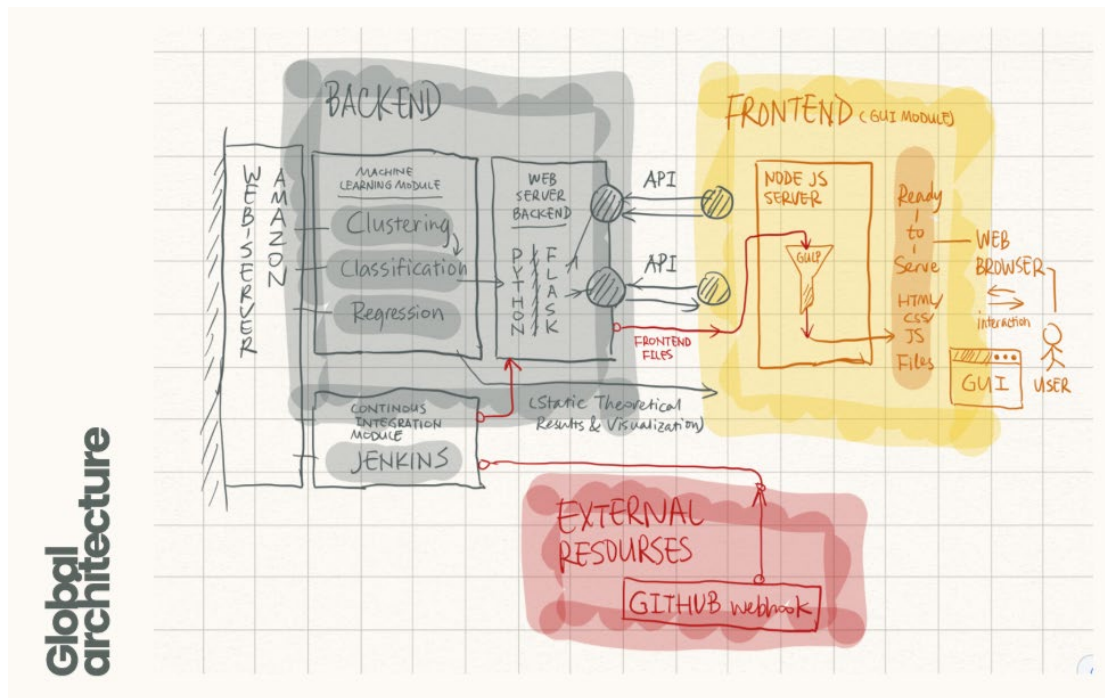 Global
architecture
BACKEND
AMAZON
WEB-SERVER
MACHINE
LEARNING MODULE
Clustering
Classification
Regression
WEB
SERVER
BACKEND
PYTHON
FLASK
CONTINOUS
INTEGRATION
MODULE
JENKINS
API
API
FRONTEND
FILES
(Static Theoretical
Results & Visualization)
FRONTEND (GUI MODULE)
NODE JS
SERVER
GULP
Ready
-
to
-
Serve
HTML/
CSS/
JS
Files
WEB
BROWSER
interaction
GUI
USER
EXTERNAL
RESOURSES
GITHUB webhook